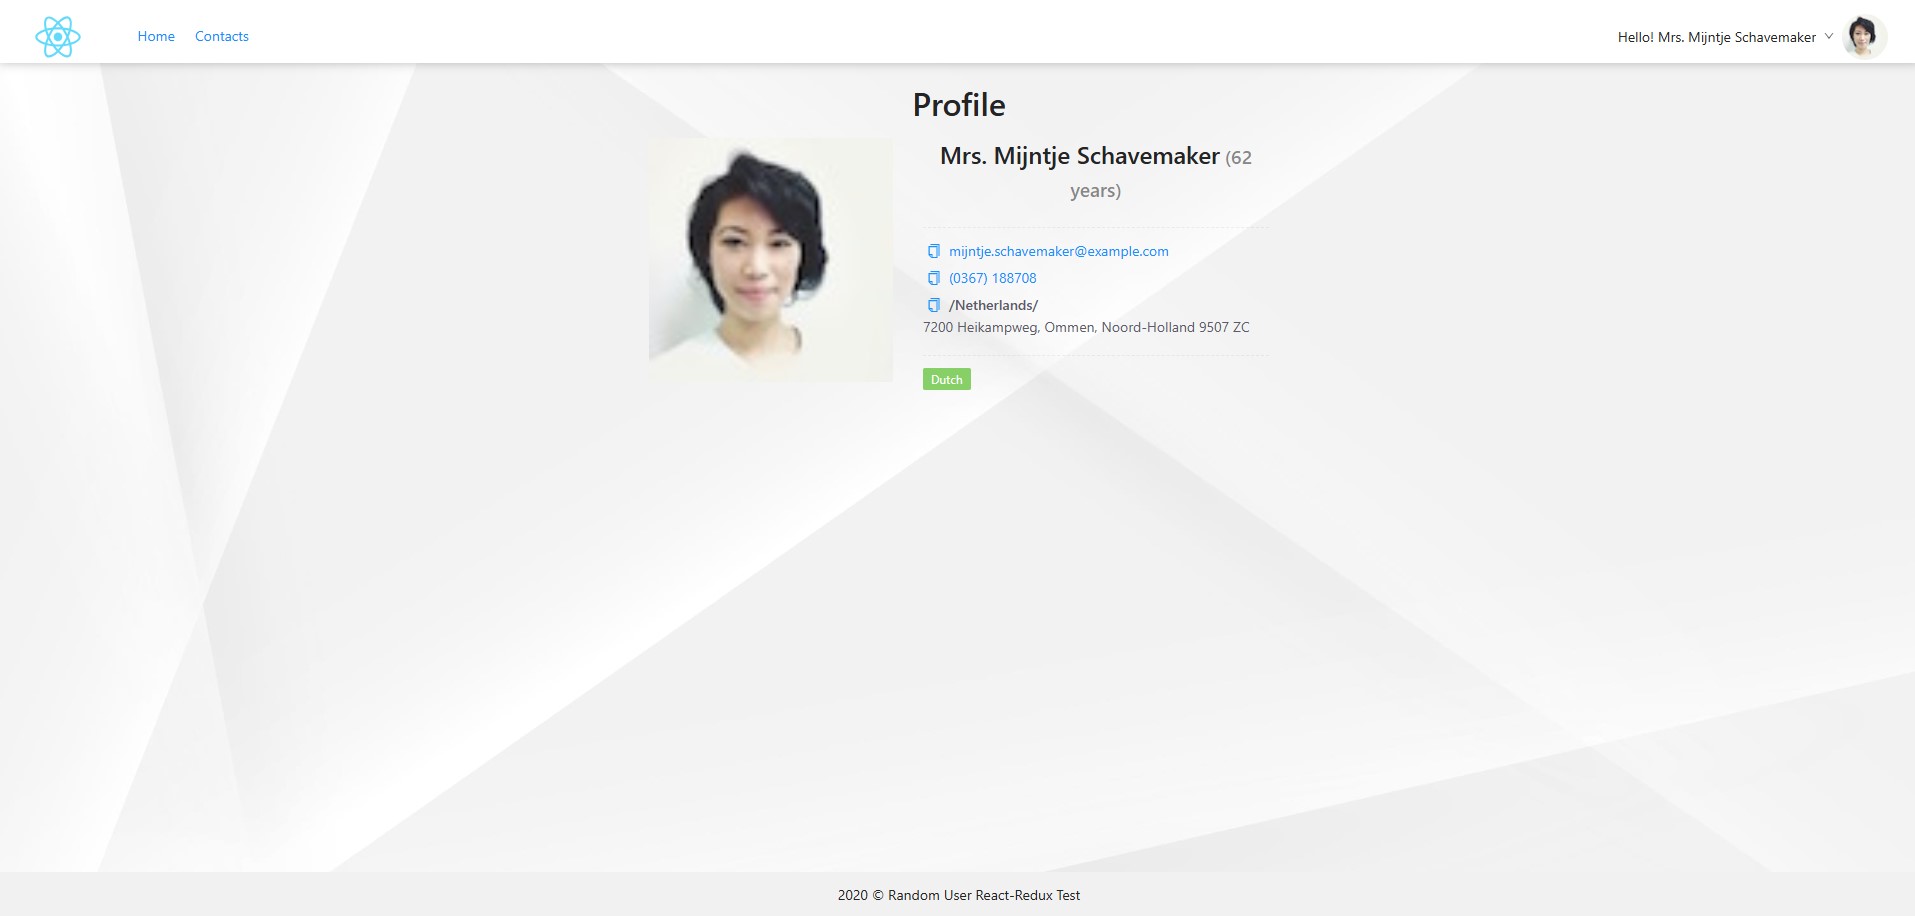 Home Contacts Hello! Mrs. Mijntje Schavemaker
Profile
Mrs. Mijntje Schavemaker (62
years)
mijntje.schavemaker@example.com
(0367) 188708
/Netherlands/
7200 Heikampweg, Ommen, Noord-Holland 9507 ZC
Dutch
2020 © Random User React-Redux Test